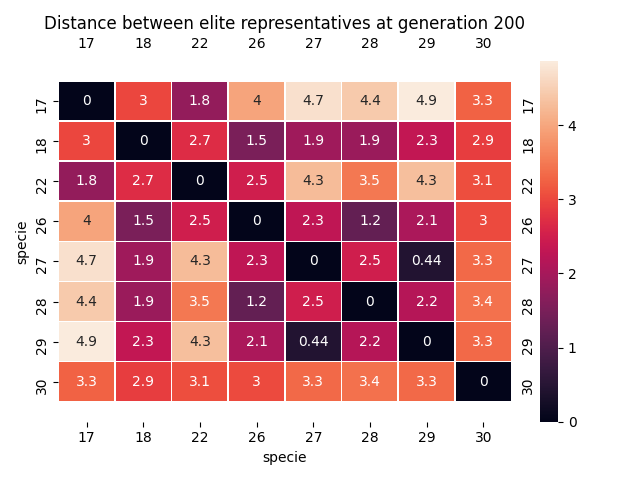 Distance between elite representatives at generation 200
17 18 22 26 27 28 29 30
17 0 3 1.8 4 4.7 4.4 4.9 3.3 17
18 3 0 2.7 1.5 1.9 1.9 2.3 2.9 18
22 1.8 2.7 0 2.5 4.3 3.5 4.3 3.1 22
26 4 1.5 2.5 0 2.3 1.2 2.1 3 26
27 4.7 1.9 4.3 2.3 0 2.5 0.44 3.3 27
28 4.4 1.9 3.5 1.2 2.5 0 2.2 3.4 28
29 4.9 2.3 4.3 2.1 0.44 2.2 0 3.3 29
30 3.3 2.9 3.1 3 3.3 3.4 3.3 0 30
17 18 22 26 27 28 29 30
specie
specie
4
3
2
1
0